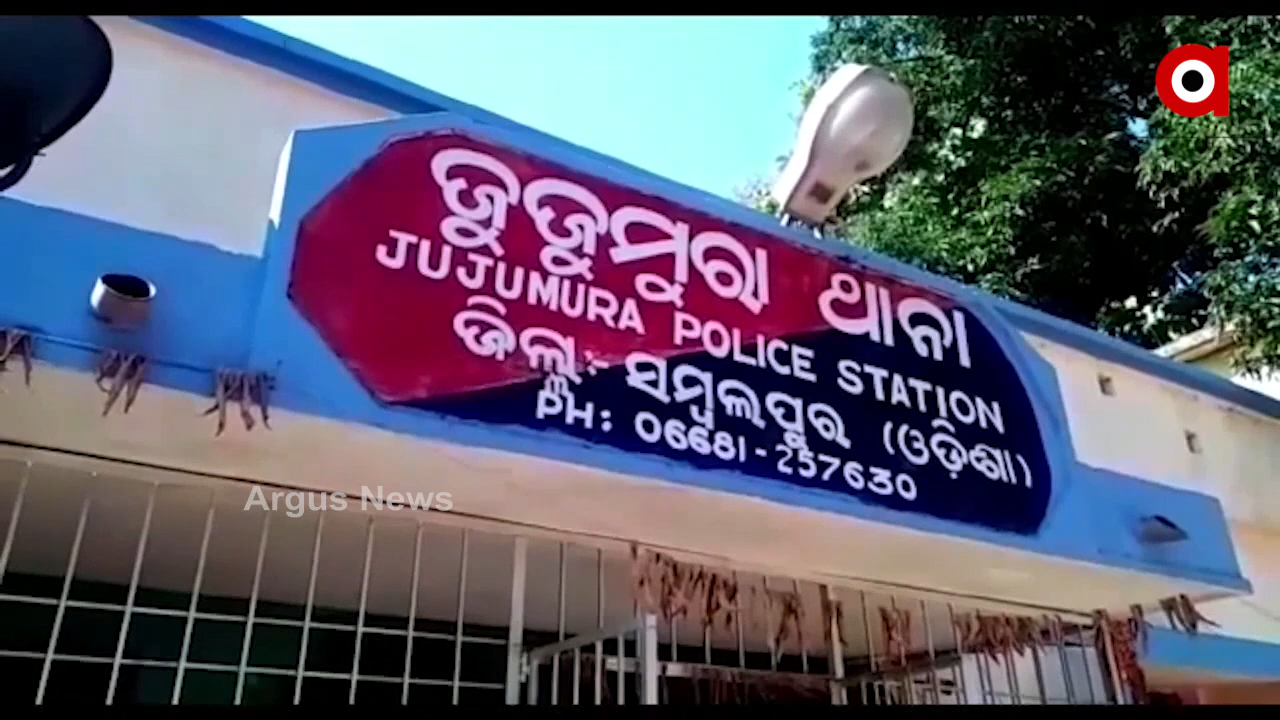 ଜୁଜୁମୁରା ଥାନା
JUJUMURA POLICE STATION
ଜିଲ୍ଲା:- ସମ୍ବଲପୁର (ଓଡ଼ିଶା)
PH: 06681-257630
Argus News